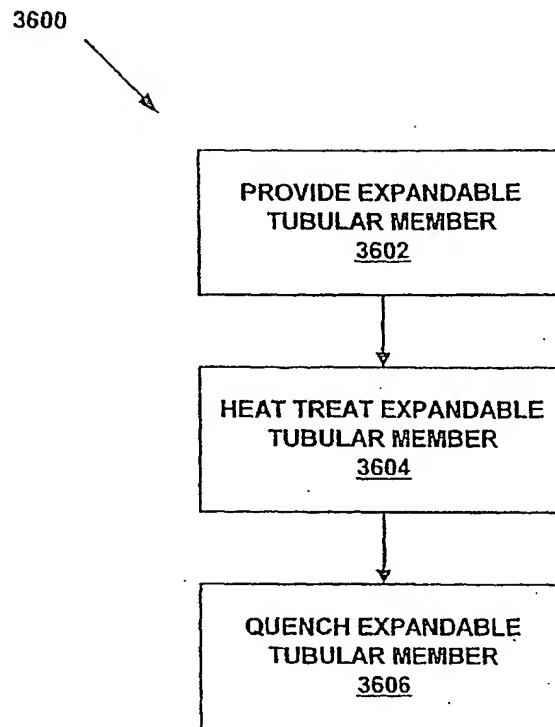 3600
PROVIDE EXPANDABLE
TUBULAR MEMBER
3602
HEAT TREAT EXPANDABLE
TUBULAR MEMBER
3604
QUENCH EXPANDABLE
TUBULAR MEMBER
3606